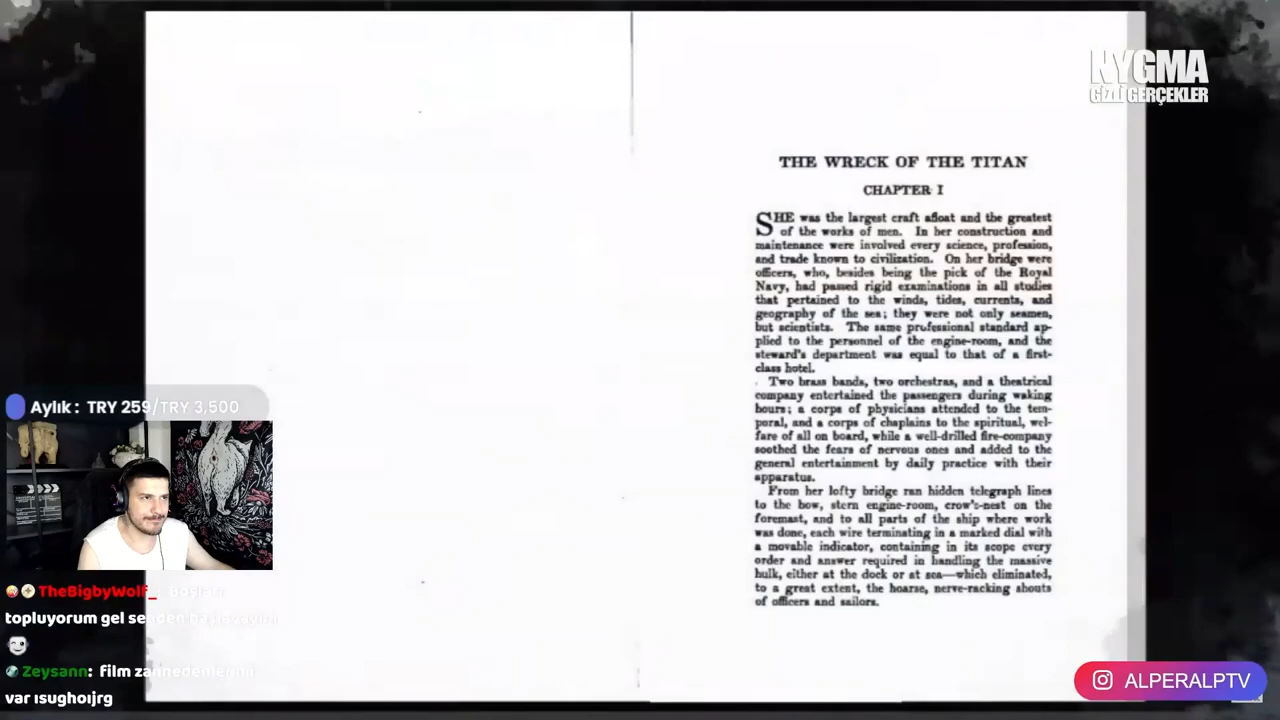 NYGMA
GİZLİ GERÇEKLER
THE WRECK OF THE TITAN
CHAPTER I
SHE was the largest craft afloat and the greatest
of the works of men. In her construction and
maintenance were involved every science, profession,
and trade known to civilization. On her bridge were
officers, who, besides being the pick of the Royal
Navy, had passed rigid examinations in all studies
that pertained to the winds, tides, currents, and
geography of the sea; they were not only seamen,
but scientists. The same professional standard ap-
plied to the personnel of the engine-room, and the
steward's department was equal to that of a first-
class hotel.
Two brass bands, two orchestras, and a theatrical
company entertained the passengers during waking
hours; a corps of physicians attended to the tem-
poral, and a corps of chaplains to the spiritual, wel-
fare of all on board, while a well-drilled fire-company
soothed the fears of nervous ones and added to the
general entertainment by daily practice with their
apparatus.
From her lofty bridge ran hidden telegraph lines
to the bow, stern engine-room, crow's-nest on the
foremast, and to all parts of the ship where work
was done, each wire terminating in a marked dial with
a movable indicator, containing in its scope every
order and answer required in handling the massive
hulk, either at the dock or at sea—which eliminated,
to a great extent, the hoarse, nerve-racking shouts
of officers and sailors.
Aylık : TRY 259/TRY 3,500
TheBigbyWolf_:
topluyorum gel senden
Zeysann: film zannedenlerini
var ısughoıjrg
ALPERALPTV